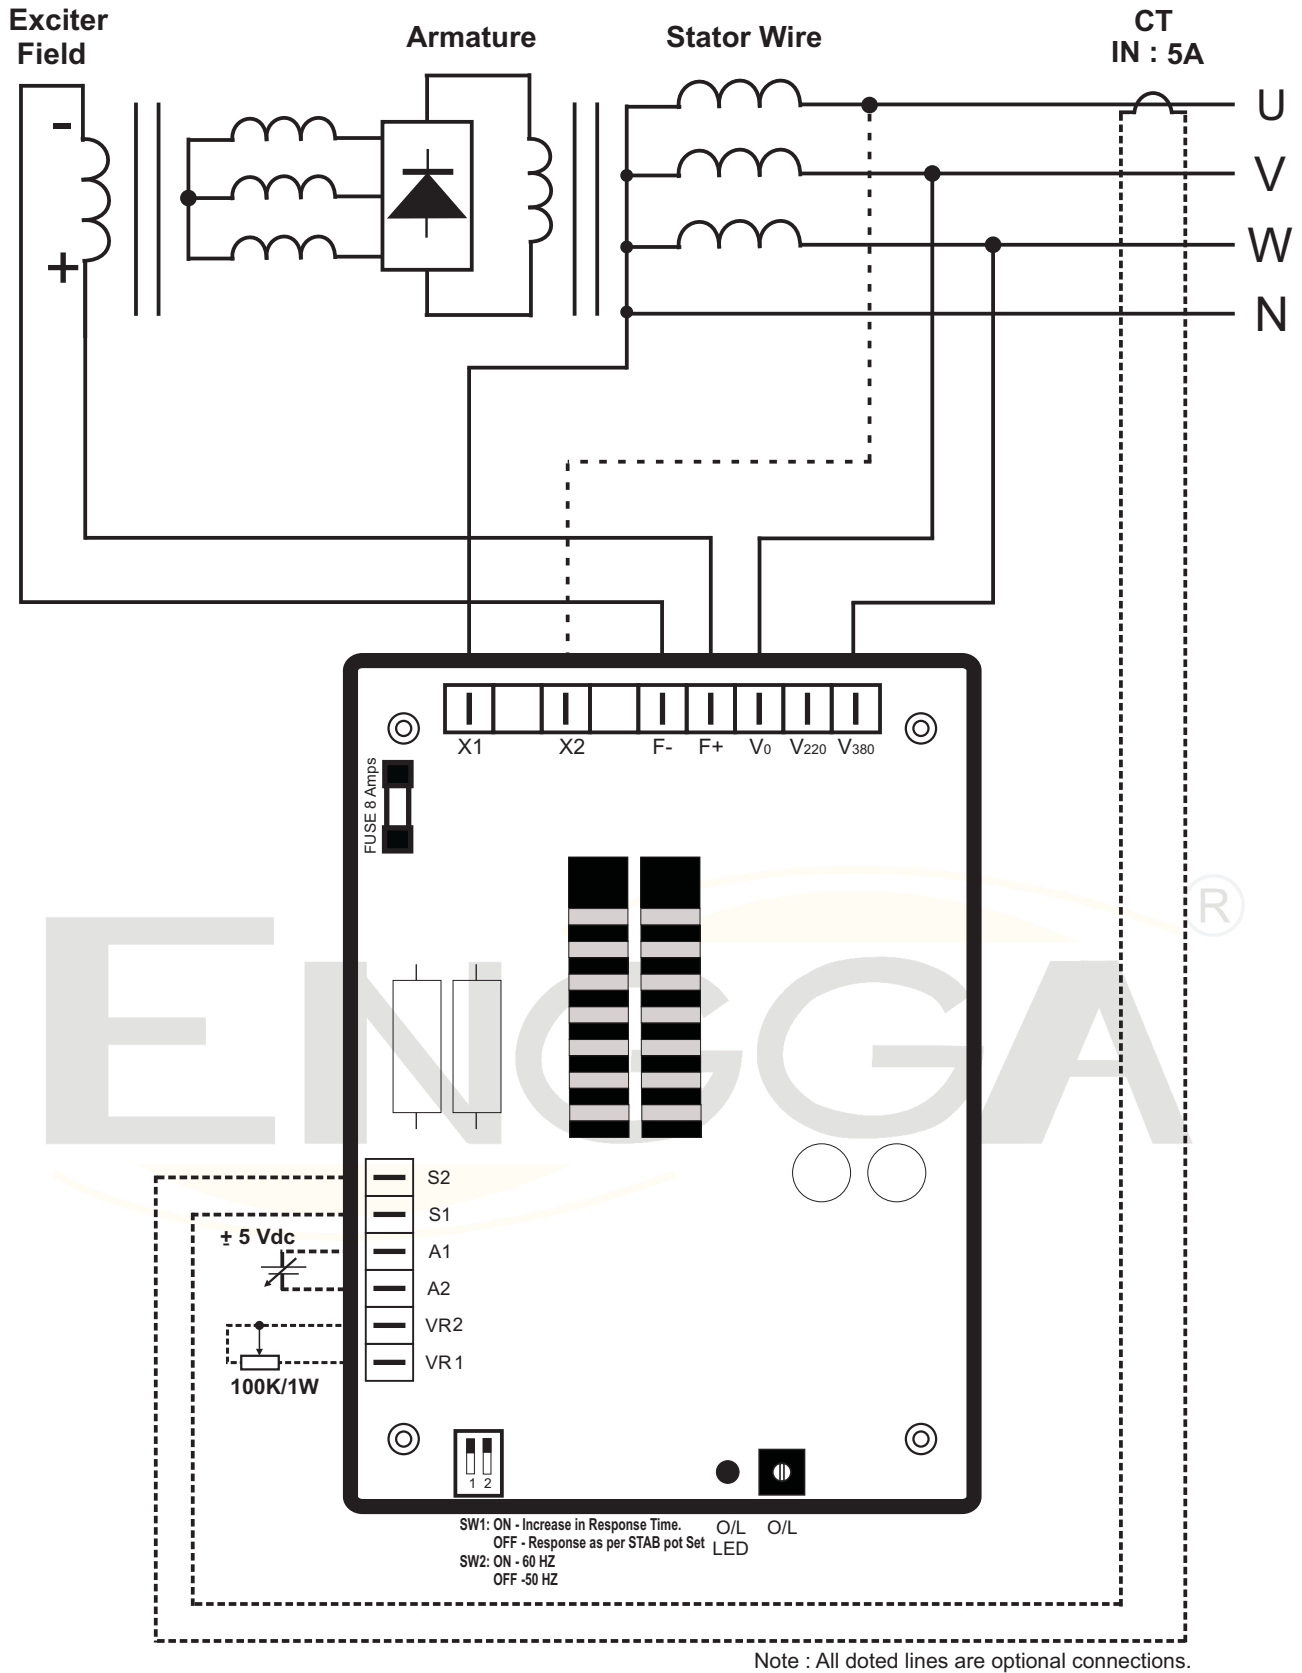 Exciter
Field
Armature
Stator Wire
CT
IN : 5A
-
+
U
V
W
N
X1
X2
F-
F+
V0
V220
V380
FUSE 8 Amps
ENGGA ®
S2
S1
± 5 Vdc
A1
A2
VR2
VR1
100K/1W
1 2
SW1: ON - Increase in Response Time.
OFF - Response as per STAB pot Set
SW2: ON - 60 HZ
OFF -50 HZ
O/L
LED
O/L
Note : All doted lines are optional connections.